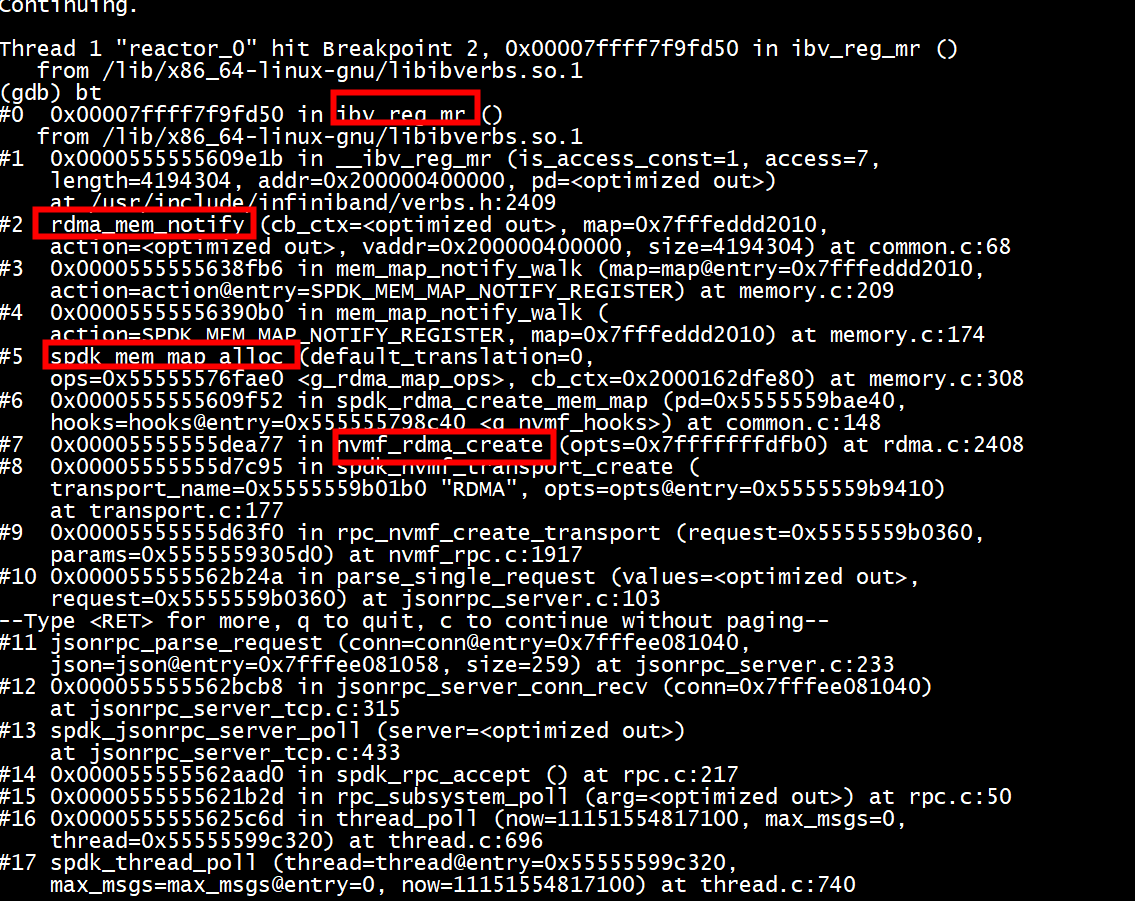 Continuing.
Thread 1 "reactor_0" hit Breakpoint 2, 0x00007ffff7f9fd50 in ibv_reg_mr ()
from /lib/x86_64-linux-gnu/libibverbs.so.1
(gdb) bt
#0 0x00007ffff7f9fd50 in ibv_reg_mr ()
from /lib/x86_64-linux-gnu/libibverbs.so.1
#1 0x0000555555609e1b in __ibv_reg_mr (is_access_const=1, access=7,
length=4194304, addr=0x200000400000, pd=<optimized out>)
at /usr/include/infiniband/verbs.h:2409
#2 rdma_mem_notify (cb_ctx=<optimized out>, map=0x7fffeddd2010,
action=<optimized out>, vaddr=0x200000400000, size=4194304) at common.c:68
#3 0x0000555555638fb6 in mem_map_notify_walk (map=map@entry=0x7fffeddd2010,
action=action@entry=SPDK_MEM_MAP_NOTIFY_REGISTER) at memory.c:209
#4 0x00005555556390b0 in mem_map_notify_walk (
action=SPDK_MEM_MAP_NOTIFY_REGISTER, map=0x7fffeddd2010) at memory.c:174
#5 spdk_mem_map_alloc (default_translation=0,
ops=0x55555576fae0 <g_rdma_map_ops>, cb_ctx=0x2000162dfe80) at memory.c:308
#6 0x0000555555609f52 in spdk_rdma_create_mem_map (pd=0x5555559bae40,
hooks=hooks@entry=0x555555798c40 <g_nvmf_hooks>) at common.c:148
#7 0x00005555555dea77 in nvmf_rdma_create (opts=0x7fffffffdfb0) at rdma.c:2408
#8 0x00005555555d7c95 in spdk_nvmf_transport_create (
transport_name=0x5555559b01b0 "RDMA", opts=opts@entry=0x5555559b9410)
at transport.c:177
#9 0x00005555555d63f0 in rpc_nvmf_create_transport (request=0x5555559b0360,
params=0x5555559305d0) at nvmf_rpc.c:1917
#10 0x000055555562b24a in parse_single_request (values=<optimized out>,
request=0x5555559b0360) at jsonrpc_server.c:103
--Type <RET> for more, q to quit, c to continue without paging--
#11 jsonrpc_parse_request (conn=conn@entry=0x7fffee081040,
json=json@entry=0x7fffee081058, size=259) at jsonrpc_server.c:233
#12 0x000055555562bcb8 in jsonrpc_server_conn_recv (conn=0x7fffee081040)
at jsonrpc_server_tcp.c:315
#13 spdk_jsonrpc_server_poll (server=<optimized out>)
at jsonrpc_server_tcp.c:433
#14 0x000055555562aad0 in spdk_rpc_accept () at rpc.c:217
#15 0x0000555555621b2d in rpc_subsystem_poll (arg=<optimized out>) at rpc.c:50
#16 0x0000555555625c6d in thread_poll (now=11151554817100, max_msgs=0,
thread=0x55555599c320) at thread.c:696
#17 spdk_thread_poll (thread=thread@entry=0x55555599c320,
max_msgs=max_msgs@entry=0, now=11151554817100) at thread.c:740